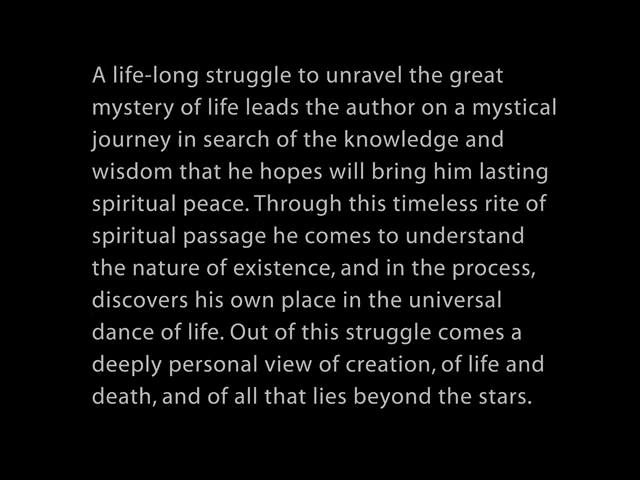 A life-long struggle to unravel the great
mystery of life leads the author on a mystical
journey in search of the knowledge and
wisdom that he hopes will bring him lasting
spiritual peace. Through this timeless rite of
spiritual passage he comes to understand
the nature of existence, and in the process,
discovers his own place in the universal
dance of life. Out of this struggle comes a
deeply personal view of creation, of life and
death, and of all that lies beyond the stars.